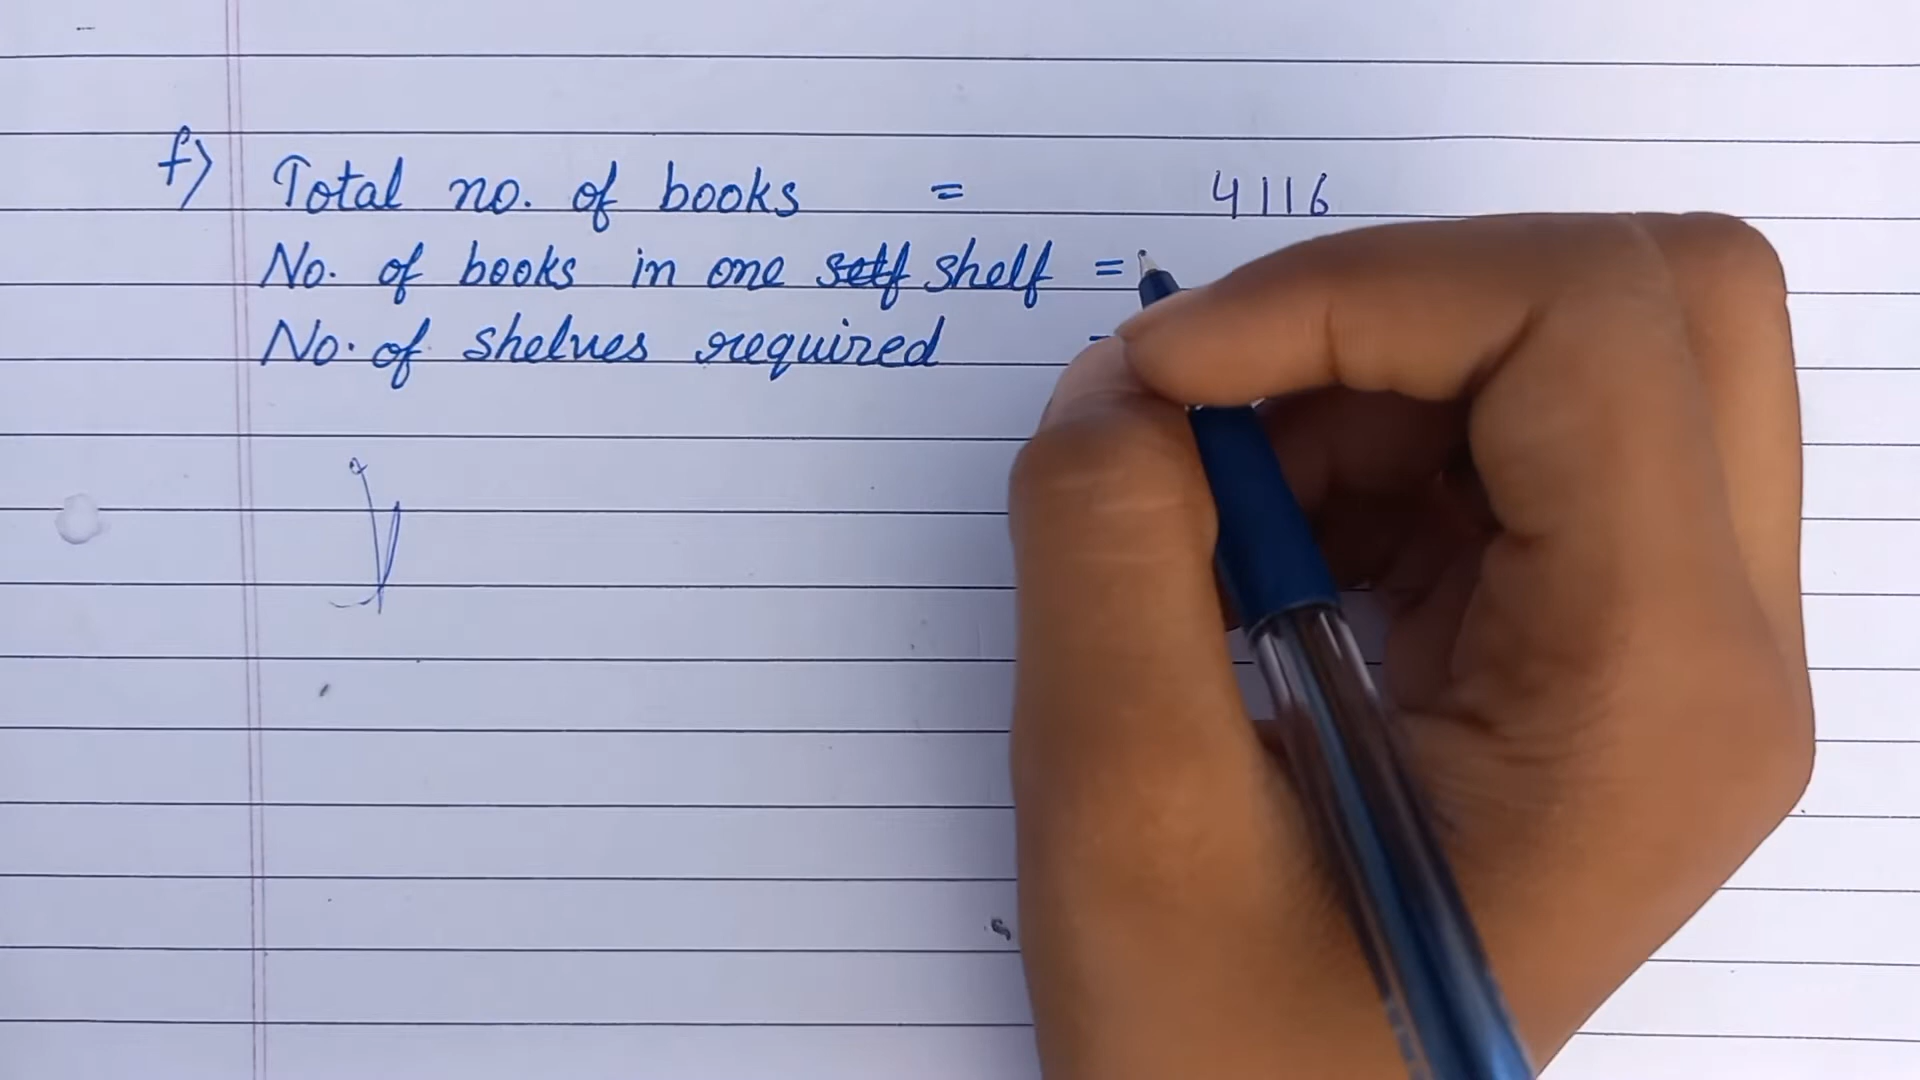 f) Total no. of books = 4116
No. of books in one self shelf =
No. of shelves required =